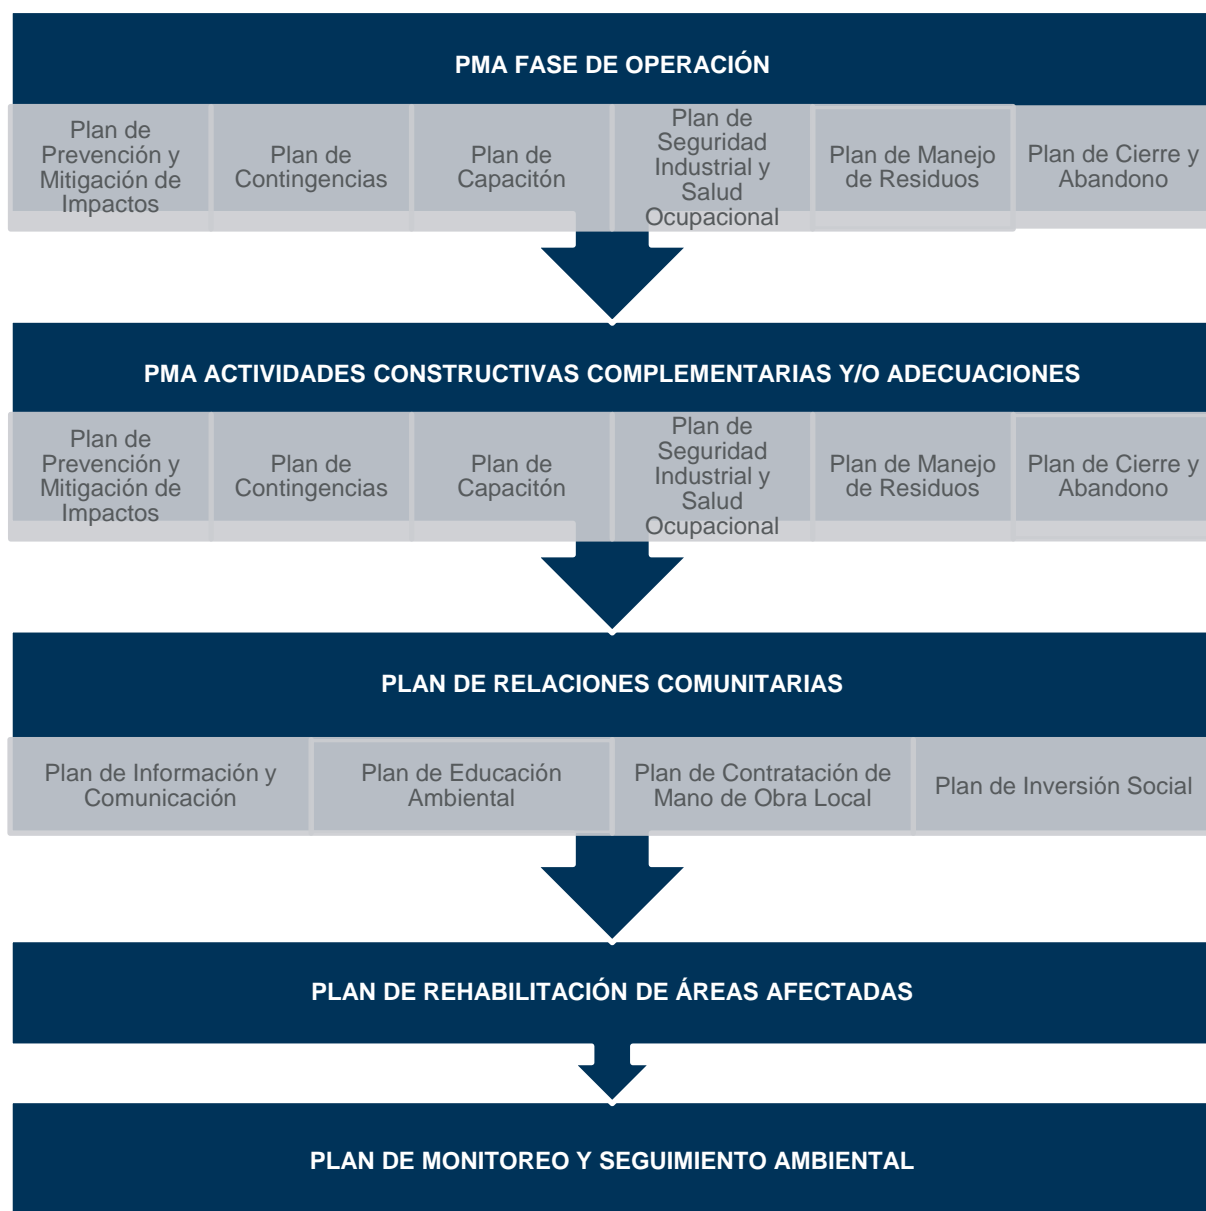 PMA FASE DE OPERACIÓN
Plan de
Prevención y
Mitigación de
Impactos
Plan de
Contingencias
Plan de
Capacitón
Plan de
Seguridad
Industrial y
Salud
Ocupacional
Plan de Manejo
de Residuos
Plan de Cierre y
Abandono
PMA ACTIVIDADES CONSTRUCTIVAS COMPLEMENTARIAS Y/O ADECUACIONES
Plan de
Prevención y
Mitigación de
Impactos
Plan de
Contingencias
Plan de
Capacitón
Plan de
Seguridad
Industrial y
Salud
Ocupacional
Plan de Manejo
de Residuos
Plan de Cierre y
Abandono
PLAN DE RELACIONES COMUNITARIAS
Plan de Información y
Comunicación
Plan de Educación
Ambiental
Plan de Contratación de
Mano de Obra Local
Plan de Inversión Social
PLAN DE REHABILITACIÓN DE ÁREAS AFECTADAS
PLAN DE MONITOREO Y SEGUIMIENTO AMBIENTAL